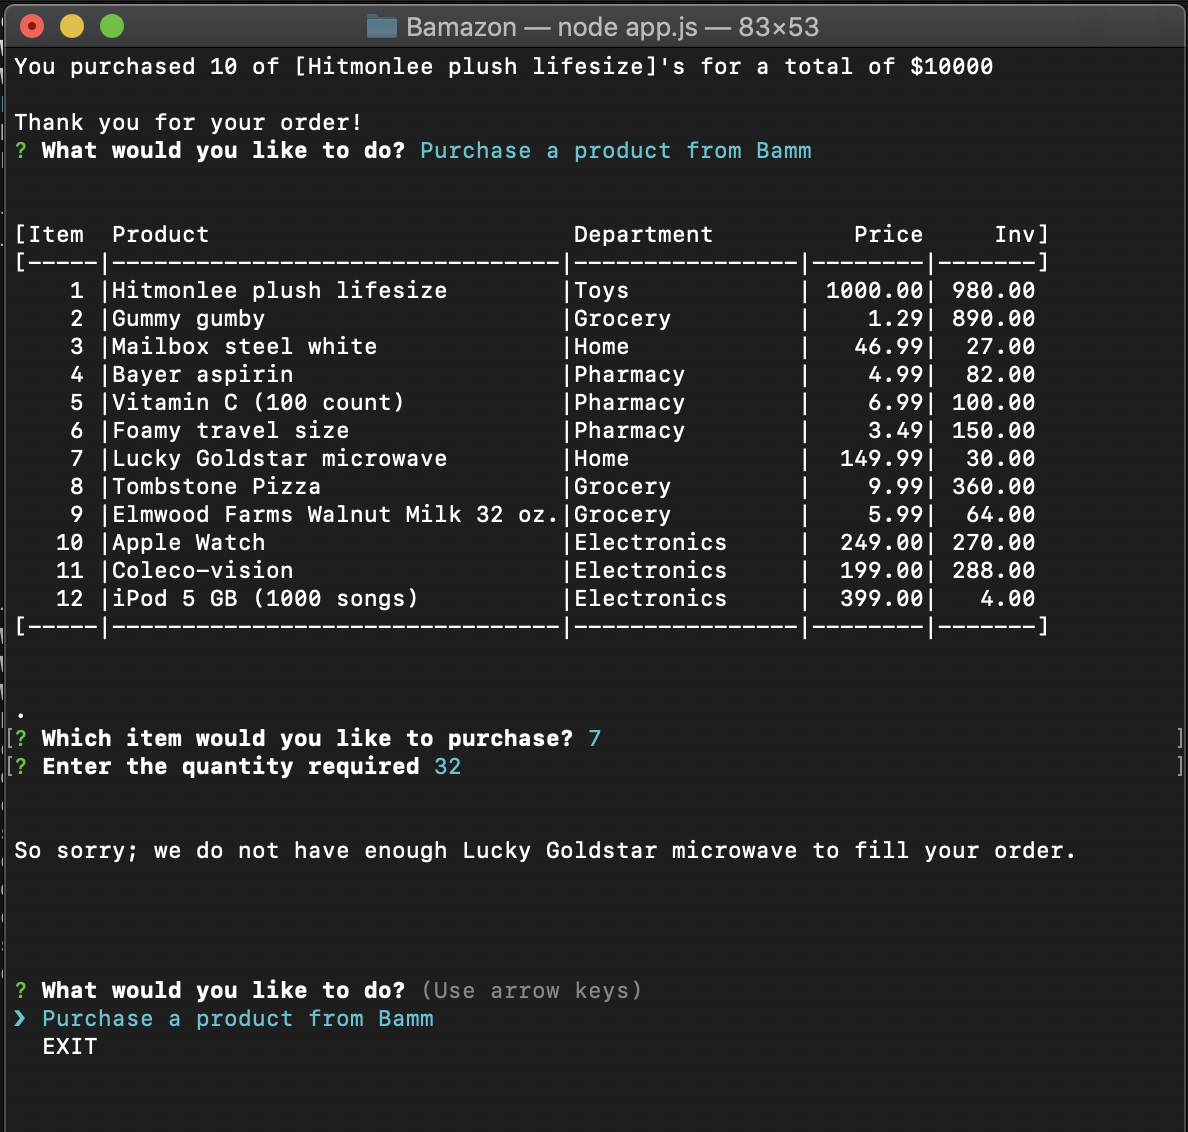 Bamazon — node app.js — 83×53
You purchased 10 of [Hitmonlee plush lifesize]'s for a total of $10000
Thank you for your order!
? What would you like to do? Purchase a product from Bamm
[Item  Product                          Department          Price     Inv]
[-----|--------------------------------|----------------|--------|-------]
    1 |Hitmonlee plush lifesize        |Toys            | 1000.00| 980.00
    2 |Gummy gumby                     |Grocery         |    1.29| 890.00
    3 |Mailbox steel white             |Home            |   46.99|  27.00
    4 |Bayer aspirin                   |Pharmacy        |    4.99|  82.00
    5 |Vitamin C (100 count)           |Pharmacy        |    6.99| 100.00
    6 |Foamy travel size               |Pharmacy        |    3.49| 150.00
    7 |Lucky Goldstar microwave        |Home            |  149.99|  30.00
    8 |Tombstone Pizza                 |Grocery         |    9.99| 360.00
    9 |Elmwood Farms Walnut Milk 32 oz.|Grocery         |    5.99|  64.00
   10 |Apple Watch                     |Electronics     |  249.00| 270.00
   11 |Coleco-vision                   |Electronics     |  199.00| 288.00
   12 |iPod 5 GB (1000 songs)          |Electronics     |  399.00|   4.00
[-----|--------------------------------|----------------|--------|-------]
.
[? Which item would you like to purchase? 7 ]
[? Enter the quantity required 32 ]
So sorry; we do not have enough Lucky Goldstar microwave to fill your order.
? What would you like to do? (Use arrow keys)
❯ Purchase a product from Bamm
  EXIT